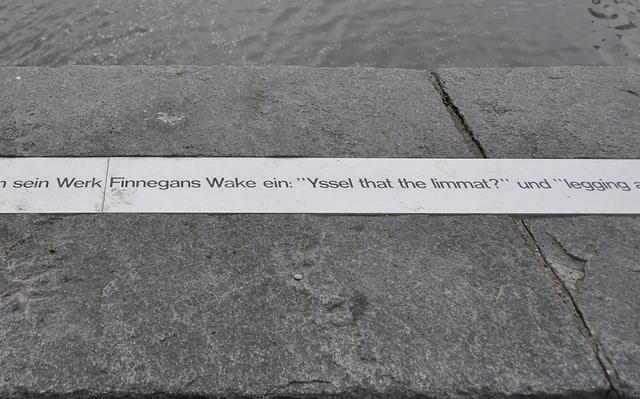 sein Werk Finnegans Wake ein: "Yssel that the limmat?" und "legging